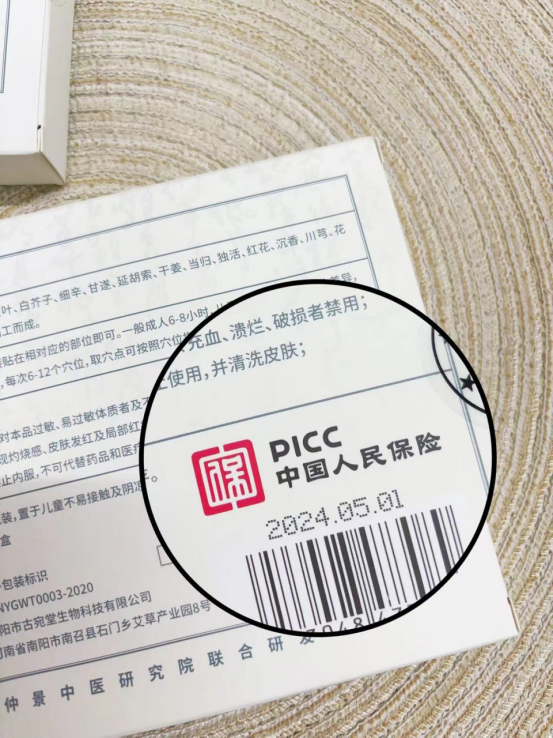 叶、白芥子、细辛、甘遂、延胡索、干姜、当归、独活、红花、沉香、川芎、花
工而成。
贴在相对应的部位即可。一般成人6-8小时,
差异,
,每次6-12个穴位,取穴点可按照穴位
充血、溃烂、破损者禁用;
使用,并清洗皮肤;
对本品过敏、易过敏体质者及
现灼烧感、皮肤发红及局部红
止内服,不可代替药品和医疗
。
装,置于儿童不易接触及阴凉
盒
PICC
中国人民保险
2024.05.01
包装标识
NYGWT0003-2020
阳市古宛堂生物科技有限公司
南省南阳市南召县石门乡艾草产业园8号
仲景中医研究院联合研发